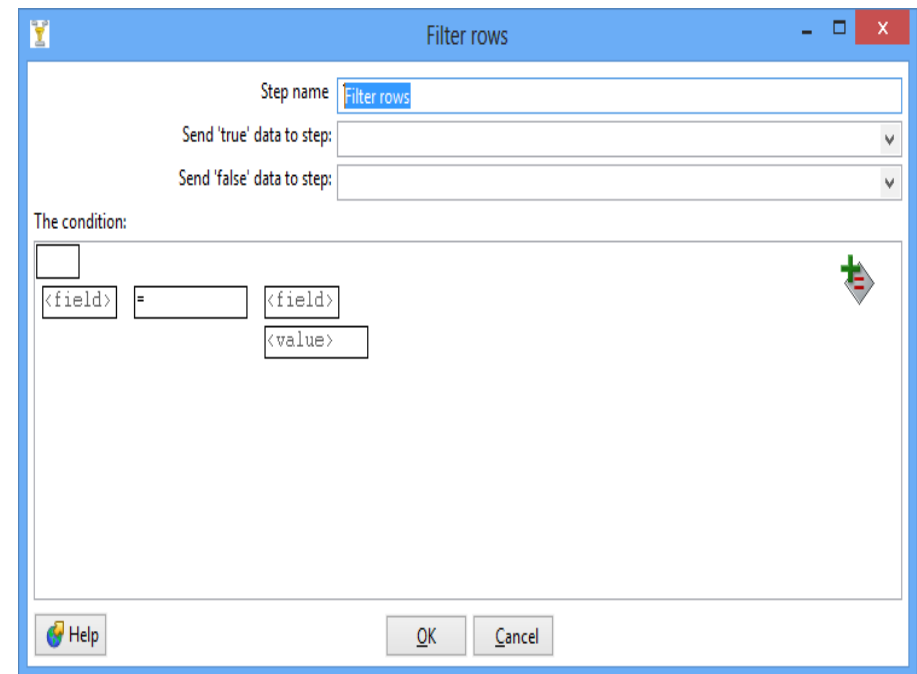 Filter rows
Step name Filter rows
Send 'true' data to step:
Send 'false' data to step:
The condition:
<field> = <field>
<value>
Help OK Cancel